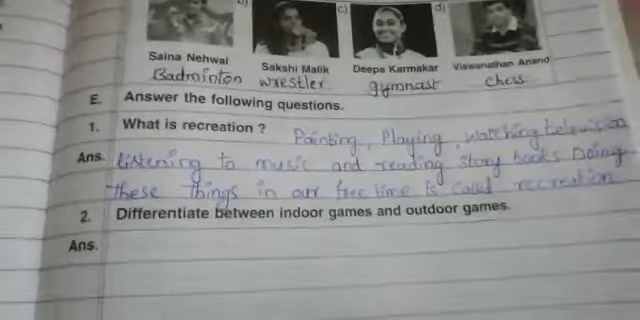 b) c) d)
Saina Nehwal Sakshi Malik Deepa Karmakar Viswanathan Anand
Badminton wrestler gymnast chess
E. Answer the following questions.
1. What is recreation ? Painting, Playing, watching television
Ans. listening to music and reading story books Doing
these things in our free time is called recreation
2. Differentiate between indoor games and outdoor games.
Ans.